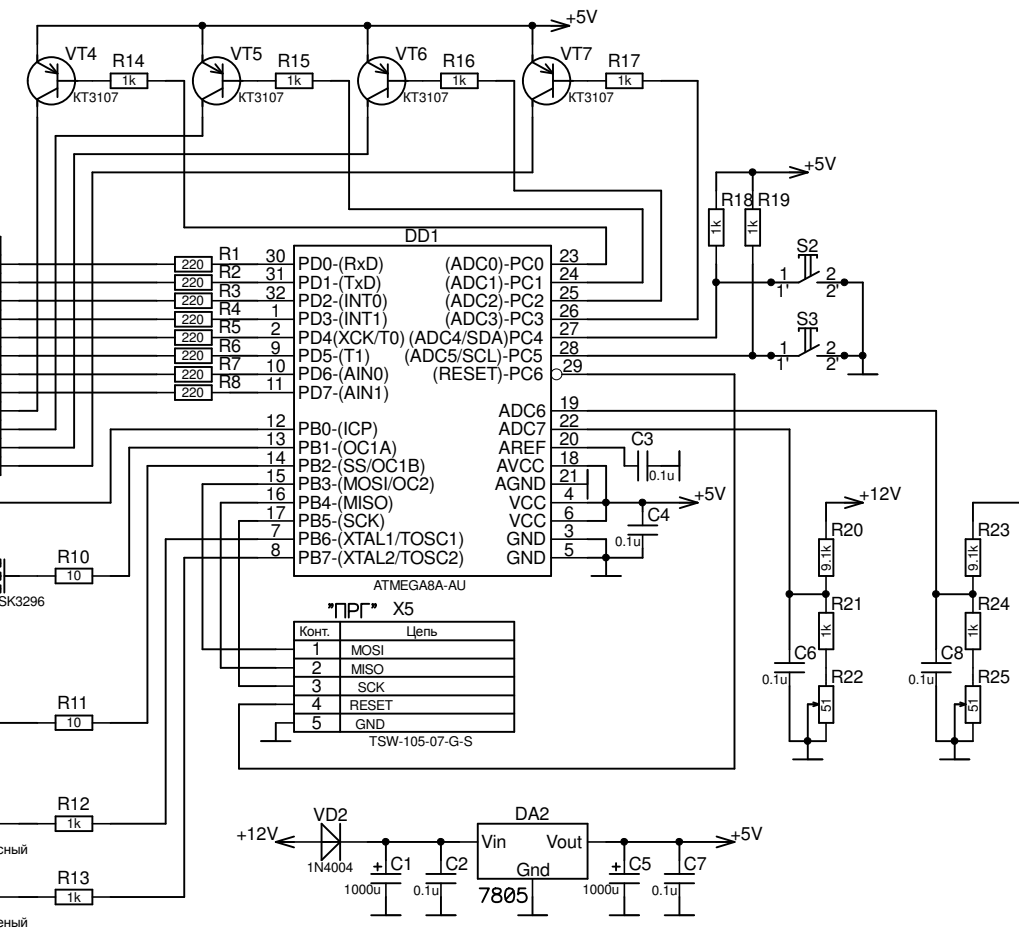 +5V
VT4 R14 VT5 R15 VT6 R16 VT7 R17
1k 1k 1k 1k
КТ3107 КТ3107 КТ3107 КТ3107
+5V
R18 R19
1k 1k
S2
1 2
1' 2'
S3
1 2
1' 2'
DD1
220 R1 30 PD0-(RxD) (ADC0)-PC0 23
220 R2 31 PD1-(TxD) (ADC1)-PC1 24
220 R3 32 PD2-(INT0) (ADC2)-PC2 25
220 R4 1 PD3-(INT1) (ADC3)-PC3 26
220 R5 2 PD4(XCK/T0) (ADC4/SDA)PC4 27
220 R6 9 PD5-(T1) (ADC5/SCL)-PC5 28
220 R7 10 PD6-(AIN0) (RESET)-PC6 29
220 R8 11 PD7-(AIN1)
ADC6 19
12 PB0-(ICP) ADC7 22
13 PB1-(OC1A) AREF 20
14 PB2-(SS/OC1B) AVCC 18
15 PB3-(MOSI/OC2) AGND 21
16 PB4-(MISO) VCC 4
17 PB5-(SCK) VCC 6
7 PB6-(XTAL1/TOSC1) GND 3
8 PB7-(XTAL2/TOSC2) GND 5
ATMEGA8A-AU
C3
0.1u
+5V
C4
0.1u
+12V
R20
9.1k
R21
1k
C6
0.1u
R22
51
R23
9.1k
R24
1k
C8
0.1u
R25
51
R10
10
SK3296
"ПРГ" X5
Конт. Цепь
1 MOSI
2 MISO
3 SCK
4 RESET
5 GND
TSW-105-07-G-S
R11
10
R12
1k
сный
R13
1k
еный
+12V
VD2
1N4004
+ C1
1000u
C2
0.1u
DA2
Vin Vout
Gnd
7805
+ C5
1000u
C7
0.1u
+5V